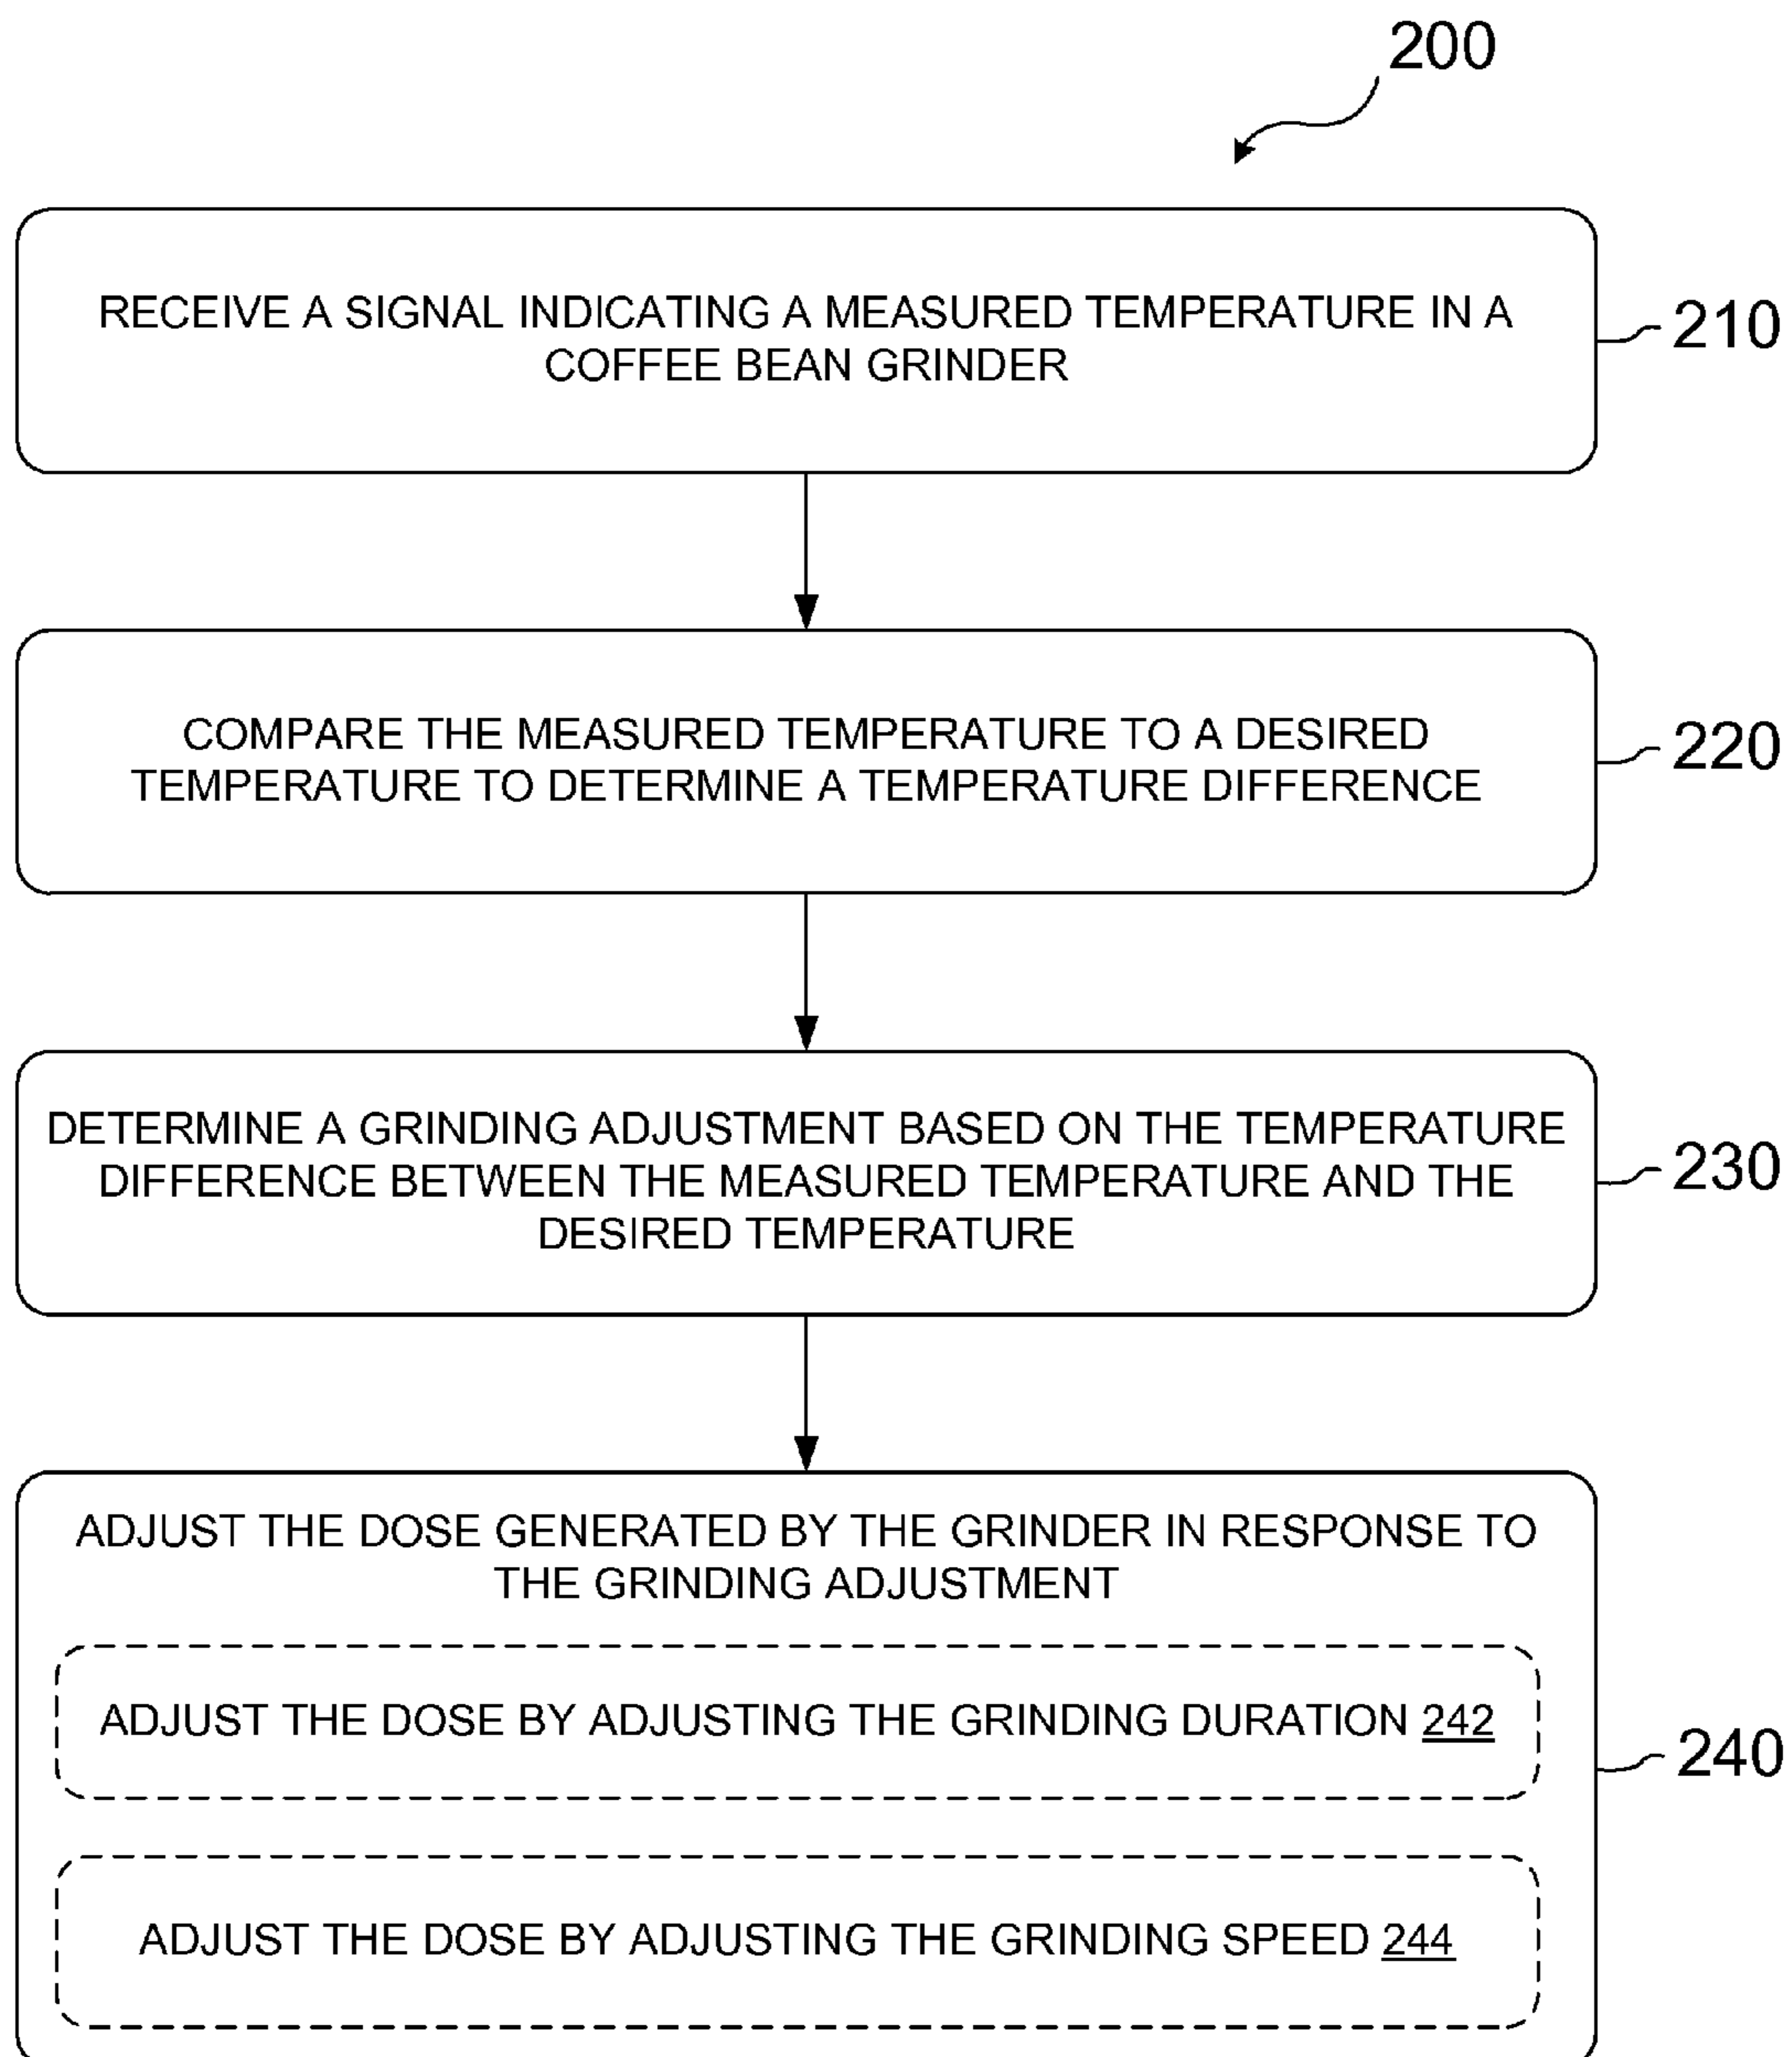 200
RECEIVE A SIGNAL INDICATING A MEASURED TEMPERATURE IN A
COFFEE BEAN GRINDER
210
COMPARE THE MEASURED TEMPERATURE TO A DESIRED
TEMPERATURE TO DETERMINE A TEMPERATURE DIFFERENCE
220
DETERMINE A GRINDING ADJUSTMENT BASED ON THE TEMPERATURE
DIFFERENCE BETWEEN THE MEASURED TEMPERATURE AND THE
DESIRED TEMPERATURE
230
ADJUST THE DOSE GENERATED BY THE GRINDER IN RESPONSE TO
THE GRINDING ADJUSTMENT
ADJUST THE DOSE BY ADJUSTING THE GRINDING DURATION 242
240
ADJUST THE DOSE BY ADJUSTING THE GRINDING SPEED 244